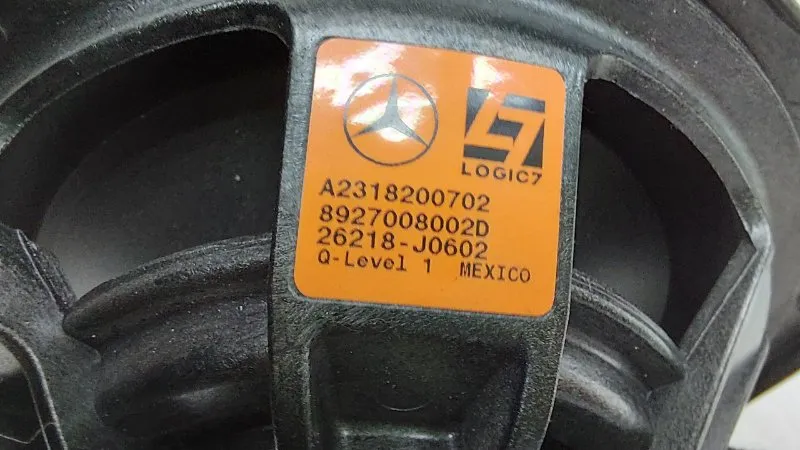 LOGIC7
A2318200702
8927008002D
26218-J0602
Q-Level 1 MEXICO